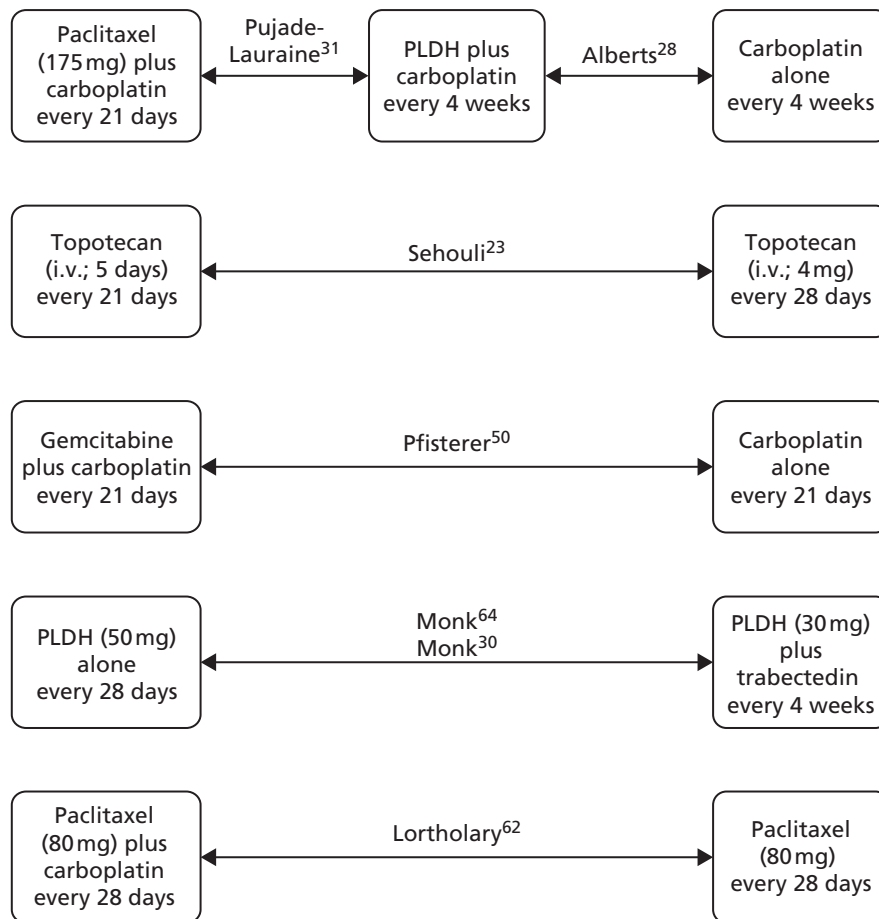 Paclitaxel
(175 mg) plus
carboplatin
every 21 days
Pujade-
Lauraine31
PLDH plus
carboplatin
every 4 weeks
Alberts28
Carboplatin
alone
every 4 weeks
Topotecan
(i.v.; 5 days)
every 21 days
Sehouli23
Topotecan
(i.v.; 4 mg)
every 28 days
Gemcitabine
plus carboplatin
every 21 days
Pfisterer50
Carboplatin
alone
every 21 days
PLDH (50 mg)
alone
every 28 days
Monk64
Monk30
PLDH (30 mg)
plus
trabectedin
every 4 weeks
Paclitaxel
(80 mg) plus
carboplatin
every 28 days
Lortholary62
Paclitaxel
(80 mg)
every 28 days